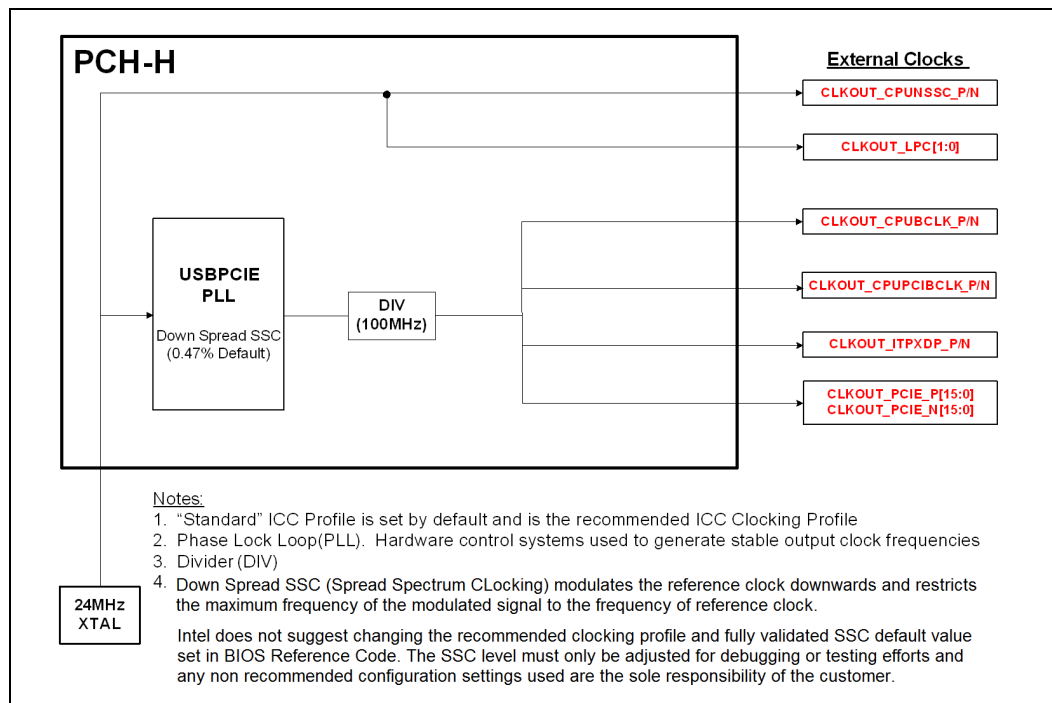 PCH-H
External Clocks
CLKOUT_CPUNSSC_P/N
CLKOUT_LPC[1:0]
CLKOUT_CPUBCLK_P/N
USBPCIE
PLL
Down Spread SSC
(0.47% Default)
DIV
(100MHz)
CLKOUT_CPUPCIBCLK_P/N
CLKOUT_ITPXDP_P/N
CLKOUT_PCIE_P[15:0]
CLKOUT_PCIE_N[15:0]
Notes:
1. “Standard” ICC Profile is set by default and is the recommended ICC Clocking Profile
2. Phase Lock Loop(PLL). Hardware control systems used to generate stable output clock frequencies
3. Divider (DIV)
4. Down Spread SSC (Spread Spectrum CLocking) modulates the reference clock downwards and restricts
the maximum frequency of the modulated signal to the frequency of reference clock.
Intel does not suggest changing the recommended clocking profile and fully validated SSC default value
set in BIOS Reference Code. The SSC level must only be adjusted for debugging or testing efforts and
any non recommended configuration settings used are the sole responsibility of the customer.
24MHz
XTAL